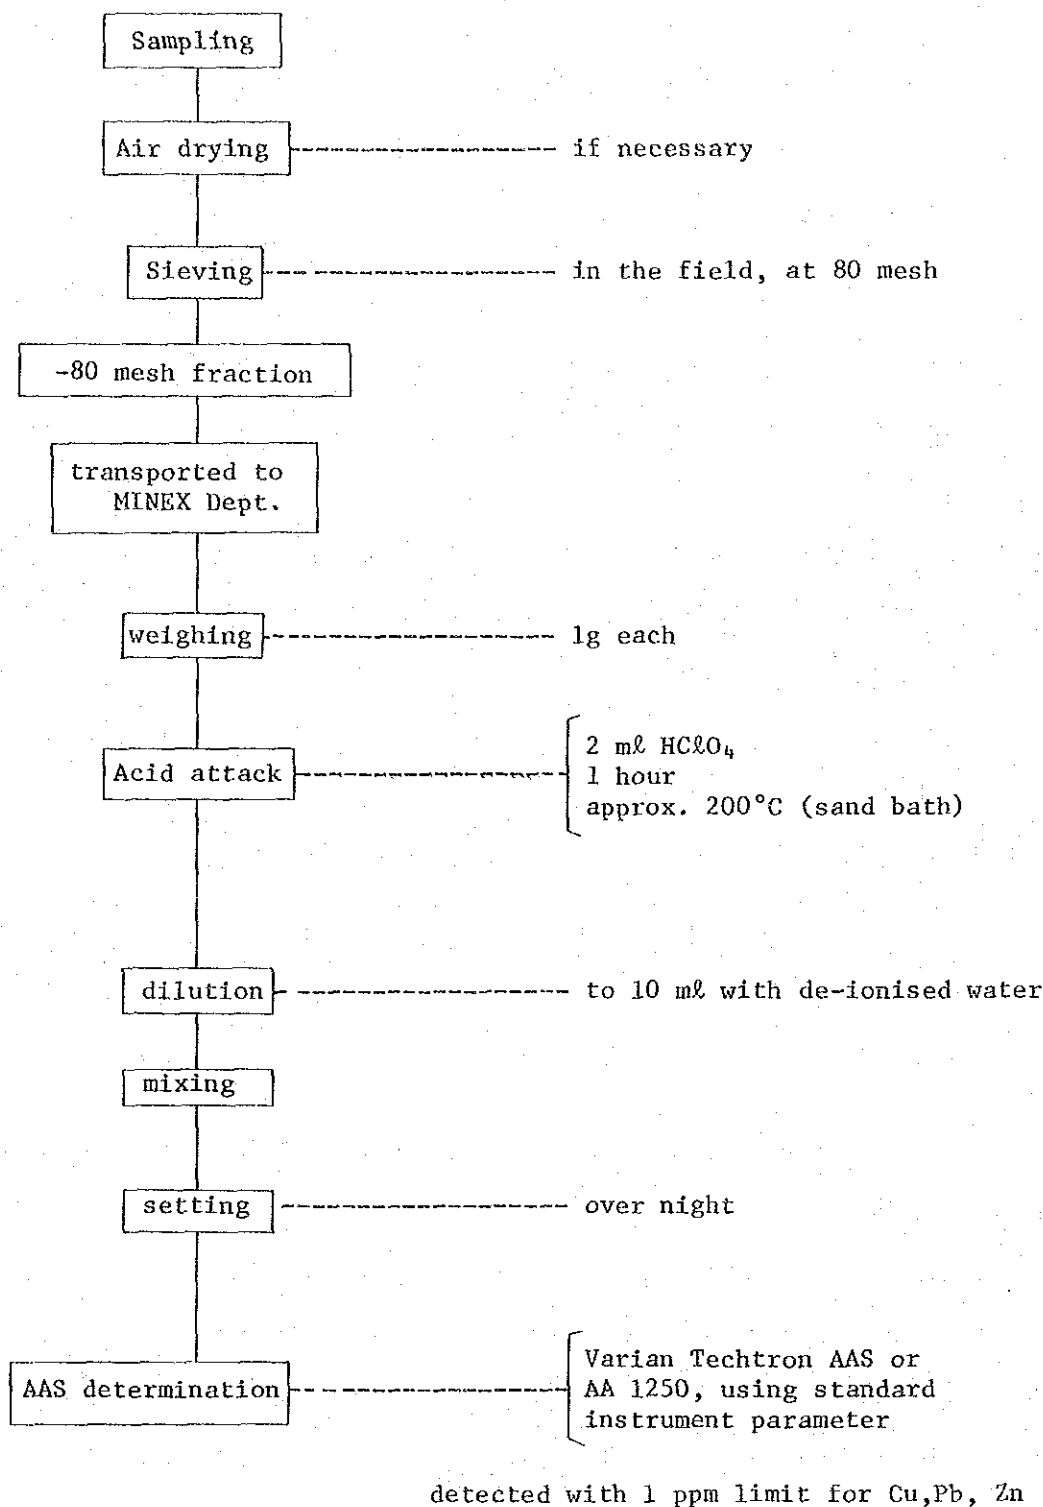 Sampling
Air drying if necessary
Sieving in the field, at 80 mesh
-80 mesh fraction
transported to
MINEX Dept.
weighing 1g each
Acid attack
2 mℓ HCℓO₄
1 hour
approx. 200°C (sand bath)
dilution to 10 mℓ with de-ionised water
mixing
setting over night
AAS determination
Varian Techtron AAS or
AA 1250, using standard
instrument parameter
detected with 1 ppm limit for Cu,Pb, Zn